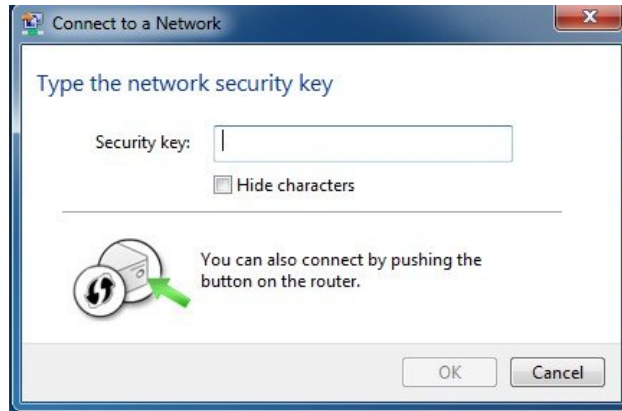 Connect to a Network
Type the network security key
Security key:
Hide characters
You can also connect by pushing the
button on the router.
OK Cancel